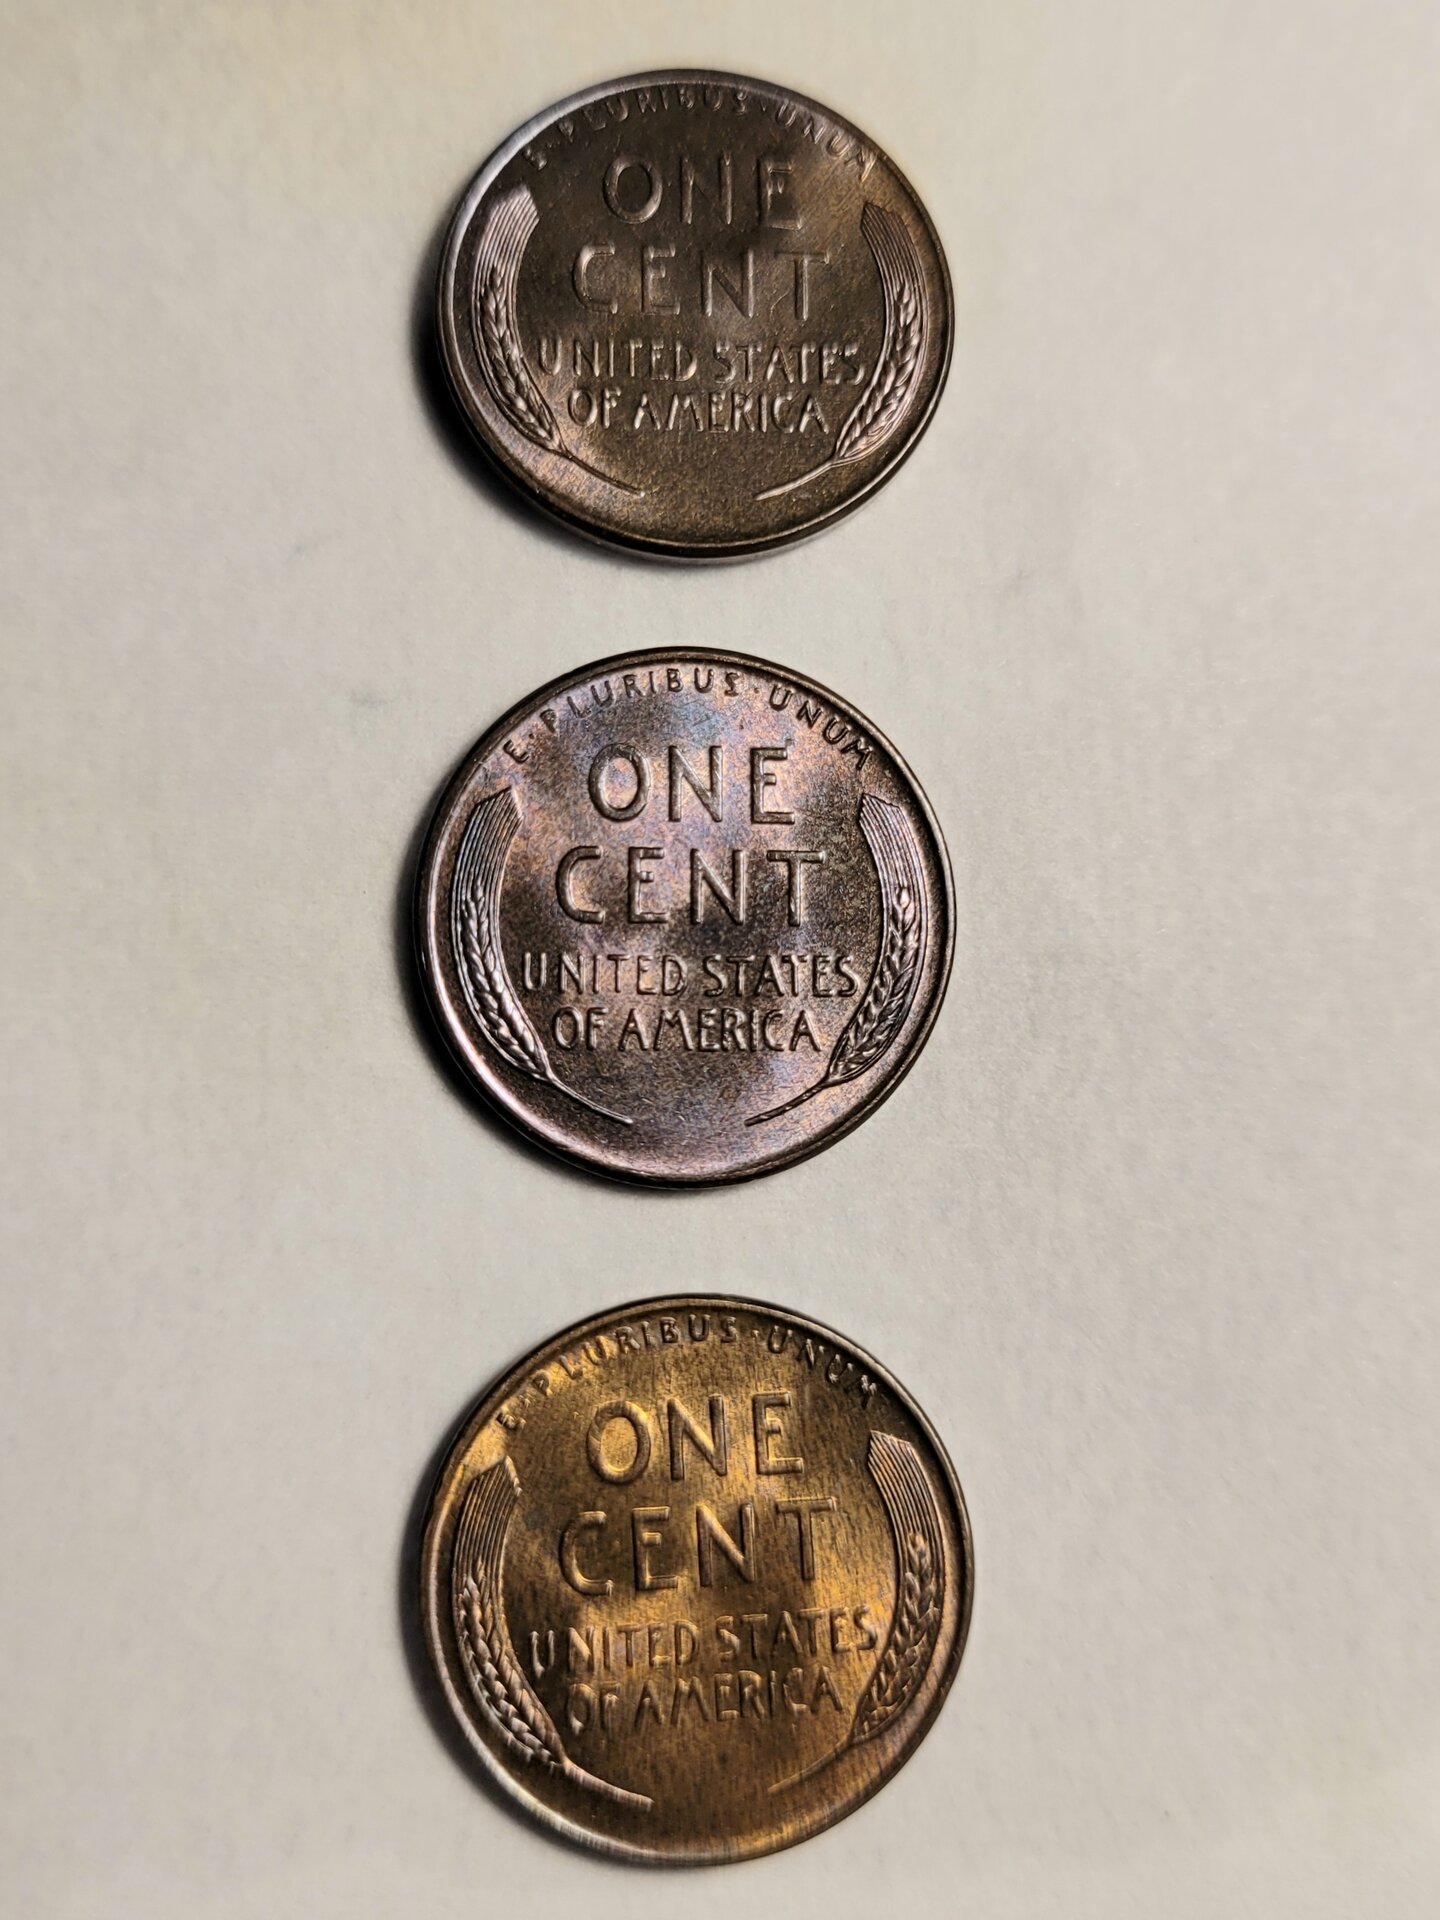 E·PLURIBUS·UNUM
ONE
CENT
UNITED STATES
OF AMERICA
E·PLURIBUS·UNUM
ONE
CENT
UNITED STATES
OF AMERICA
E·PLURIBUS·UNUM
ONE
CENT
UNITED STATES
OF AMERICA